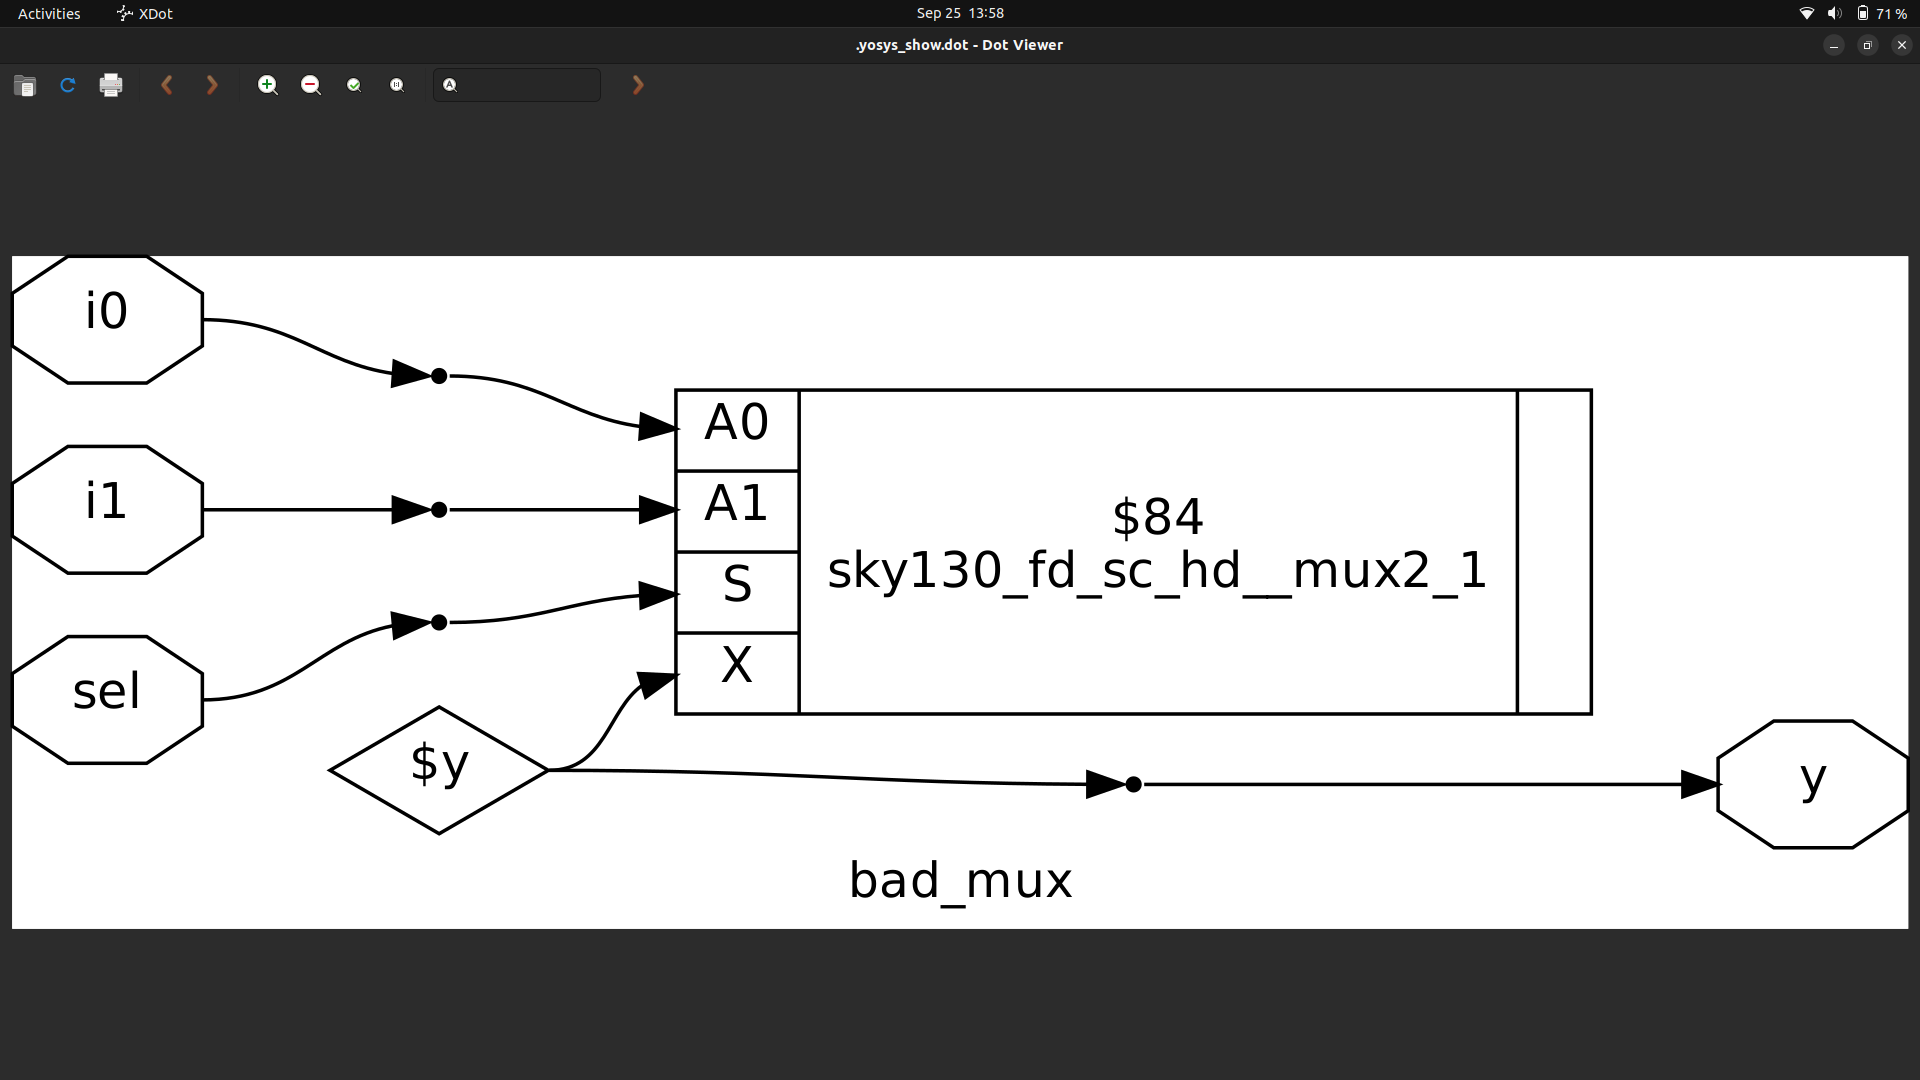 Activities XDot Sep 25 13:58 71 %
.yosys_show.dot - Dot Viewer
i0
i1
sel
A0
A1
S
X
$84
sky130_fd_sc_hd__mux2_1
$y
y
bad_mux